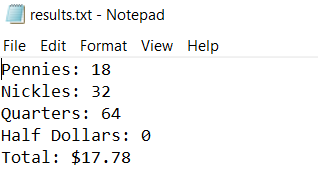 results.txt - Notepad
File Edit Format View Help
Pennies: 18
Nickles: 32
Quarters: 64
Half Dollars: 0
Total: $17.78